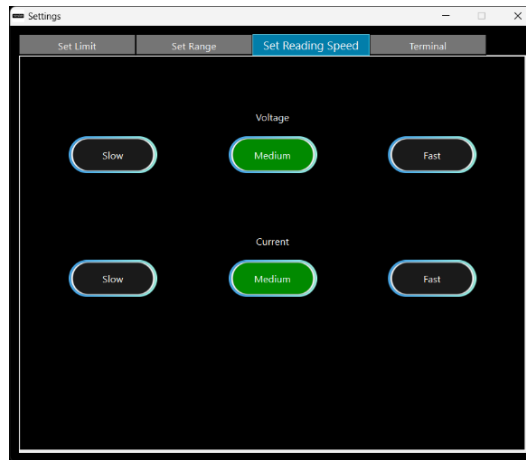 Settings
Set Limit Set Range Set Reading Speed Terminal
Voltage
Slow Medium Fast
Current
Slow Medium Fast